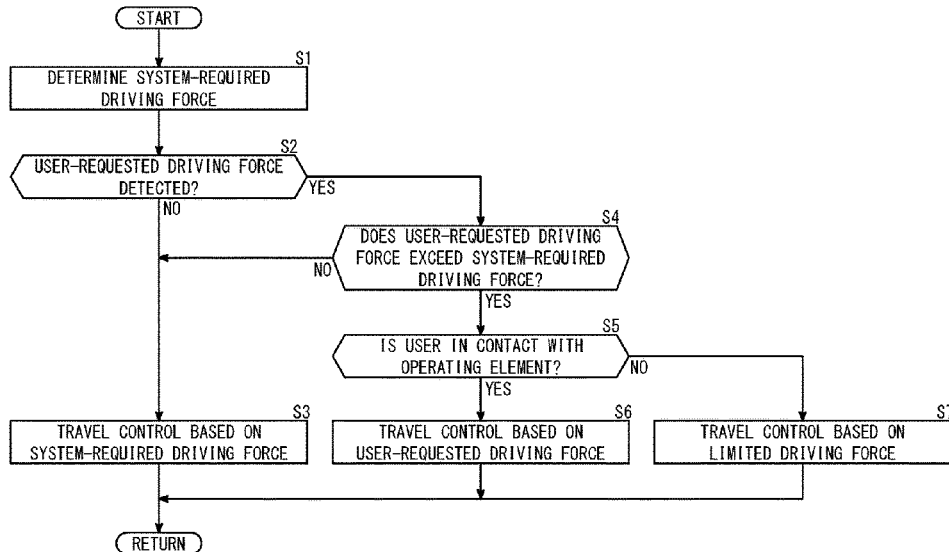 START
S1
DETERMINE SYSTEM-REQUIRED
DRIVING FORCE
S2
USER-REQUESTED DRIVING FORCE
DETECTED?
YES
NO
S4
DOES USER-REQUESTED DRIVING
FORCE EXCEED SYSTEM-REQUIRED
DRIVING FORCE?
NO
YES
S5
IS USER IN CONTACT WITH
OPERATING ELEMENT?
NO
YES
S3
TRAVEL CONTROL BASED ON
SYSTEM-REQUIRED DRIVING FORCE
S6
TRAVEL CONTROL BASED ON
USER-REQUESTED DRIVING FORCE
S7
TRAVEL CONTROL BASED ON
LIMITED DRIVING FORCE
RETURN